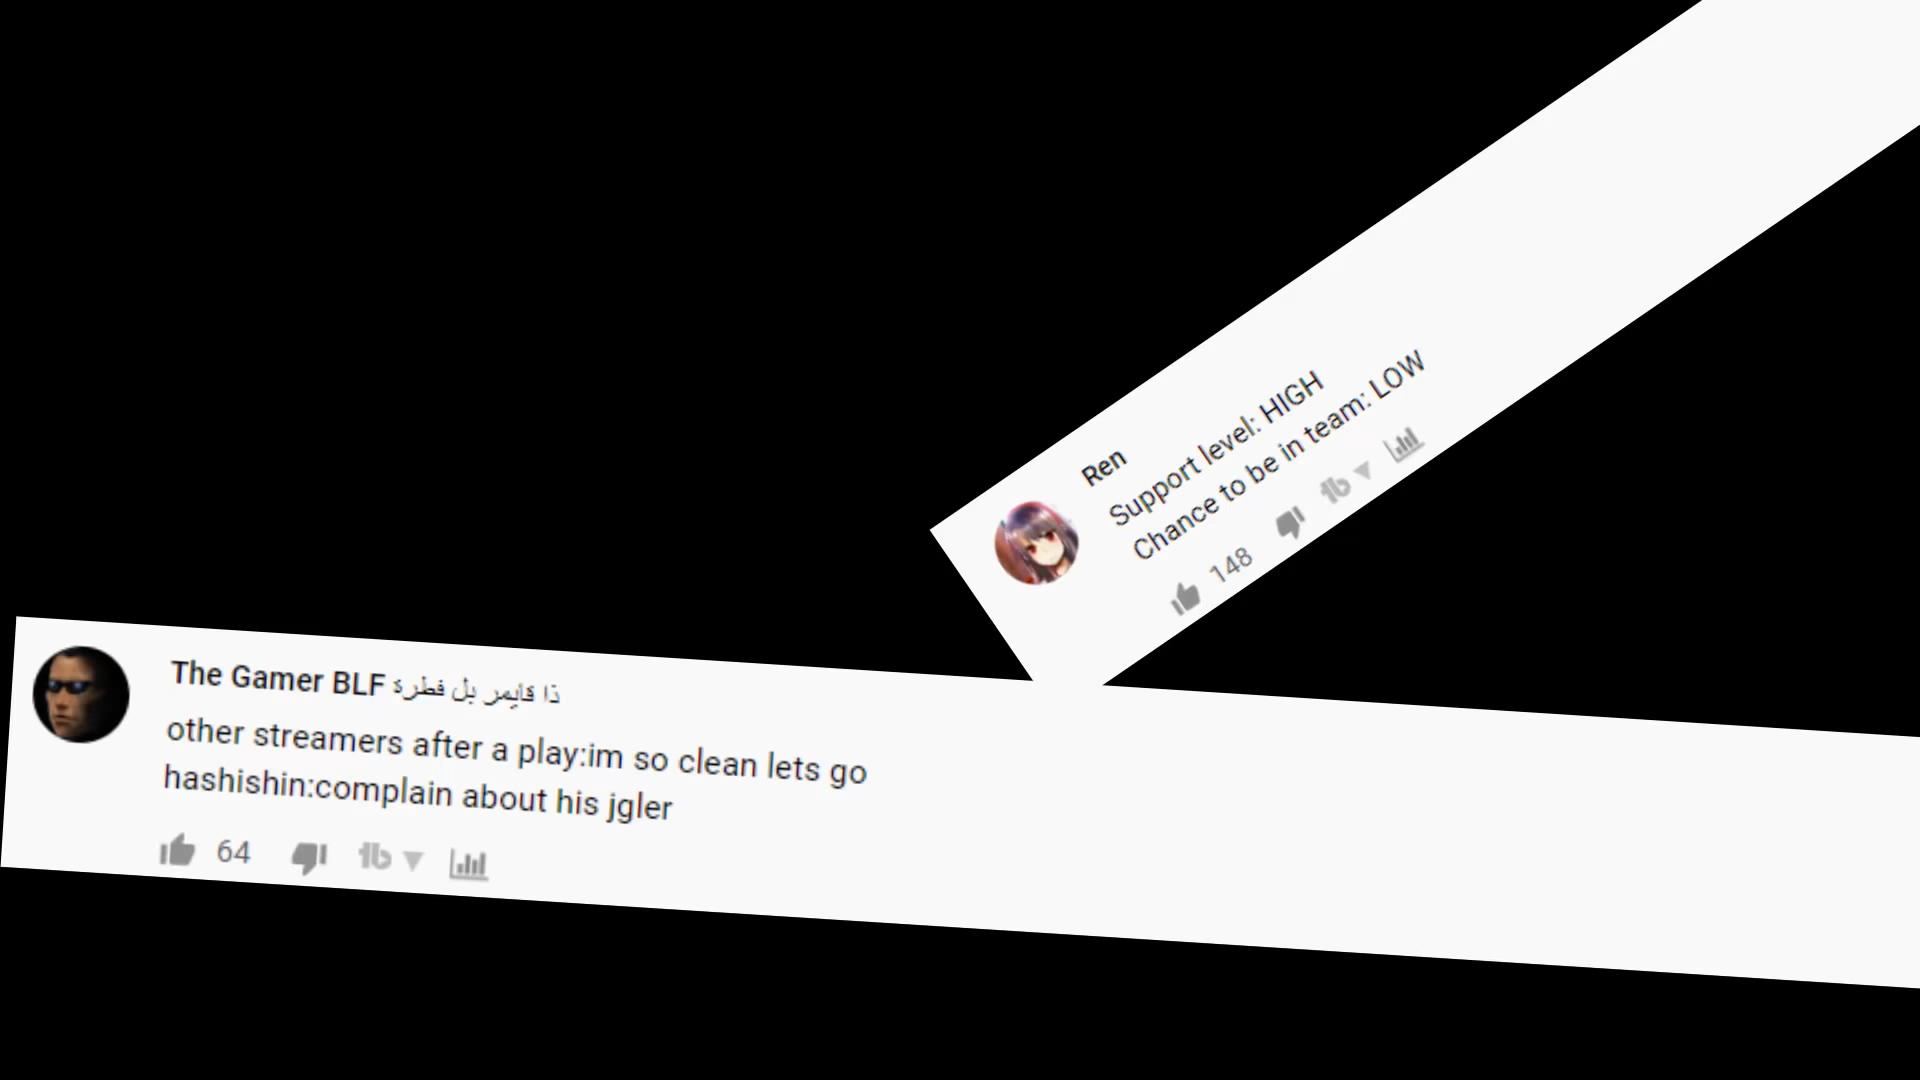 Ren
Support level: HIGH
Chance to be in team: LOW
148
The Gamer BLF ذا قايمر بل فطرة
other streamers after a play:im so clean lets go
hashishin:complain about his jgler
64